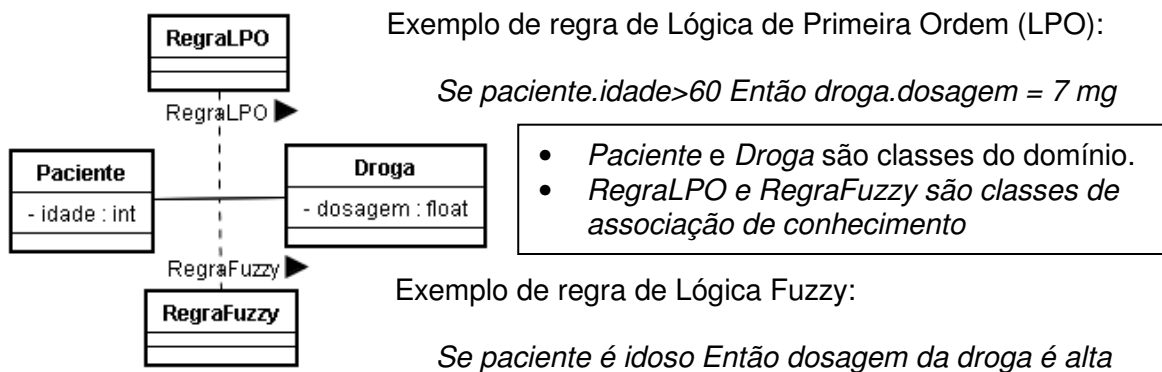 RegraLPO
RegraLPO
Paciente
- idade : int
Droga
- dosagem : float
RegraFuzzy
RegraFuzzy
Exemplo de regra de Lógica de Primeira Ordem (LPO):
Se paciente.idade>60 Então droga.dosagem = 7 mg
• Paciente e Droga são classes do domínio.
• RegraLPO e RegraFuzzy são classes de
associação de conhecimento
Exemplo de regra de Lógica Fuzzy:
Se paciente é idoso Então dosagem da droga é alta